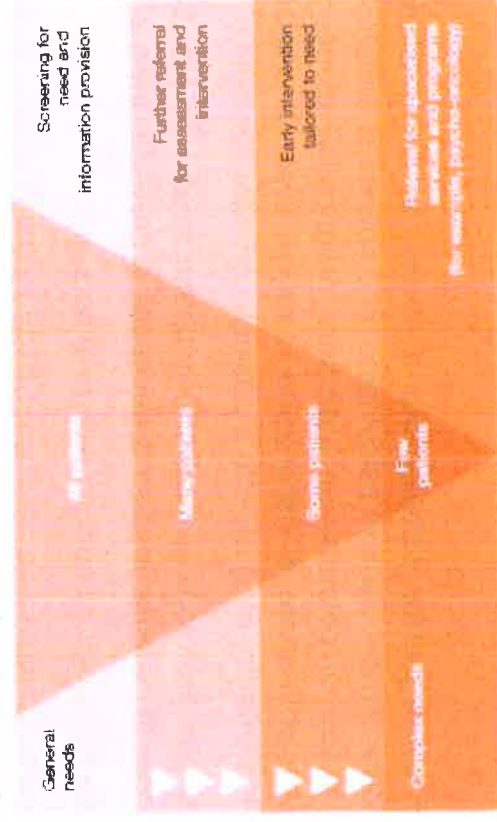 General
needs
All patients
Screening for
need and
information provision
Many patients
Further referral
for assessment and
intervention
Some patients
Early intervention
tailored to need
Complex needs
Few
patients
Referral for specialised
services and programs
(for example, psycho-oncology)